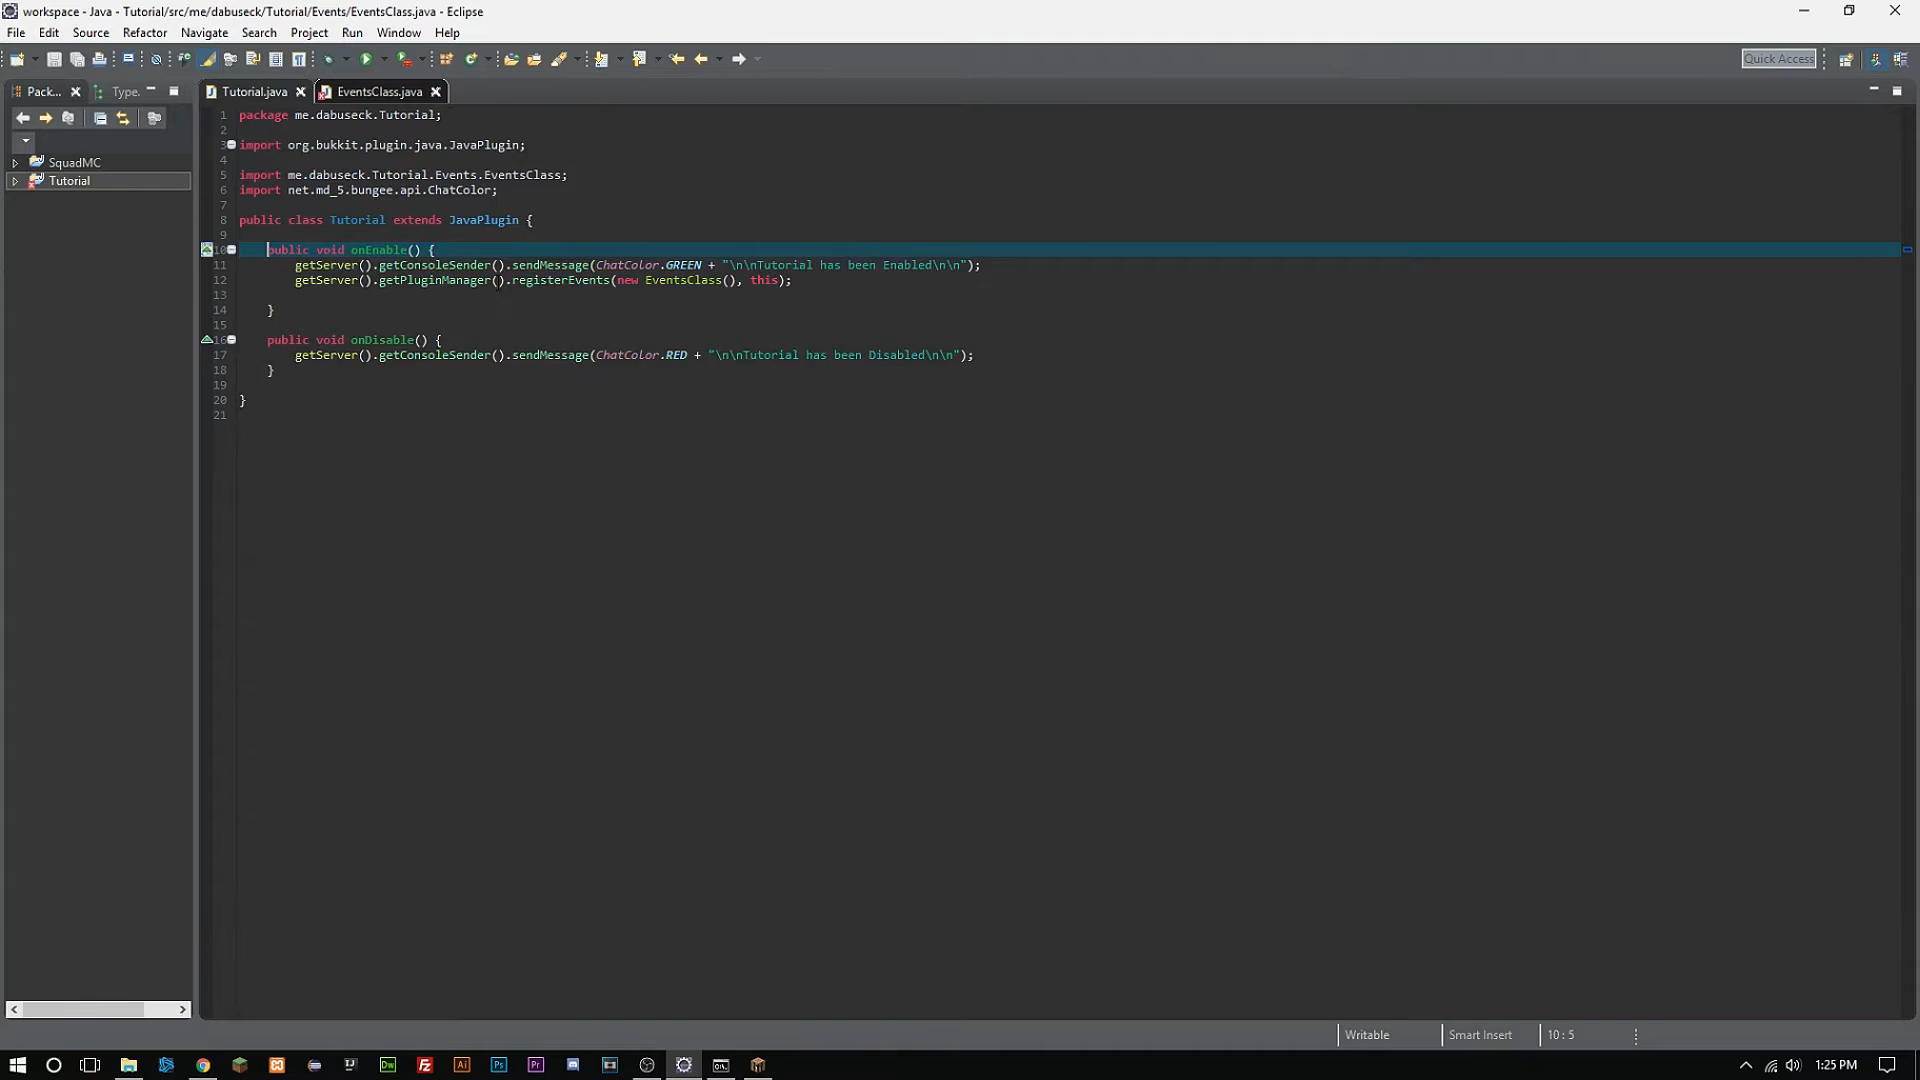 workspace - Java - Tutorial/src/me/dabuseck/Tutorial/Events/EventsClass.java - Eclipse
File Edit Source Refactor Navigate Search Project Run Window Help
Quick Access
Pack... Type.
Tutorial.java EventsClass.java
SquadMC
Tutorial
1 package me.dabuseck.Tutorial;
2
3 import org.bukkit.plugin.java.JavaPlugin;
4
5 import me.dabuseck.Tutorial.Events.EventsClass;
6 import net.md_5.bungee.api.ChatColor;
7
8 public class Tutorial extends JavaPlugin {
9
10 public void onEnable() {
11 getServer().getConsoleSender().sendMessage(ChatColor.GREEN + "\n\nTutorial has been Enabled\n\n");
12 getServer().getPluginManager().registerEvents(new EventsClass(), this);
13
14 }
15
16 public void onDisable() {
17 getServer().getConsoleSender().sendMessage(ChatColor.RED + "\n\nTutorial has been Disabled\n\n");
18 }
19
20 }
21
Writable Smart Insert 10 : 5
Dw Fz Ai Ps Pr
1:25 PM